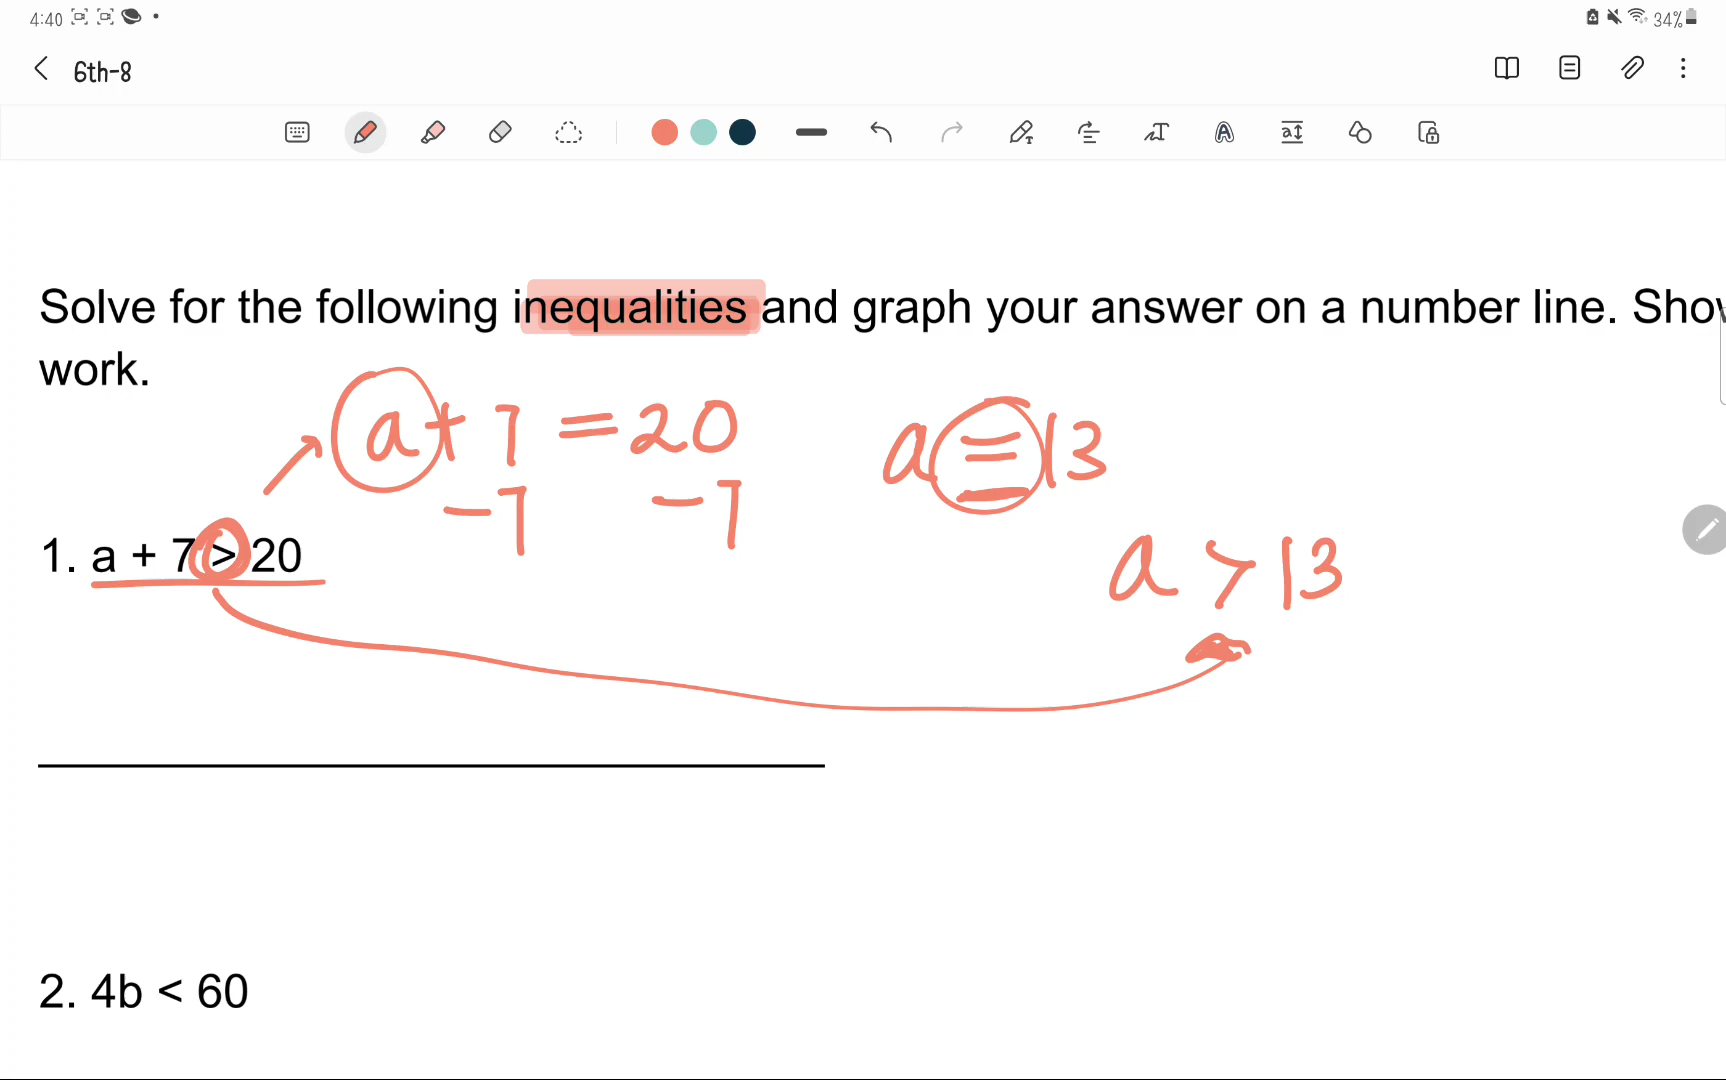 4:40
34%
6th-8
Solve for the following inequalities and graph your answer on a number line. Show
work.
a + 7 = 20
-7 -7
a = 13
1. a + 7 > 20
a > 13
2. 4b < 60